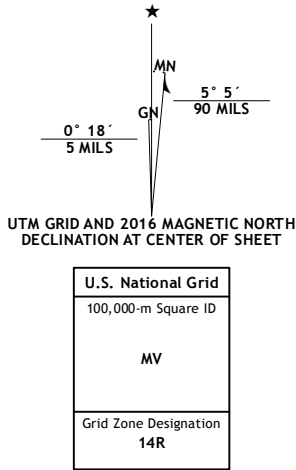 ★
MN
GN
5° 5´
90 MILS
0° 18´
5 MILS
UTM GRID AND 2016 MAGNETIC NORTH
DECLINATION AT CENTER OF SHEET
U.S. National Grid
100,000-m Square ID
MV
Grid Zone Designation
14R